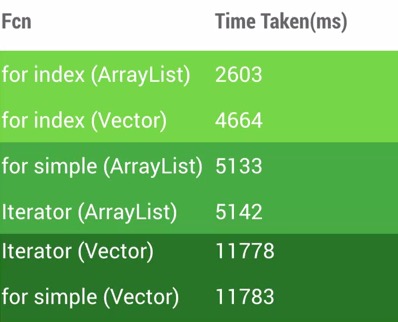 Fcn Time Taken(ms)
for index (ArrayList) 2603
for index (Vector) 4664
for simple (ArrayList) 5133
Iterator (ArrayList) 5142
Iterator (Vector) 11778
for simple (Vector) 11783